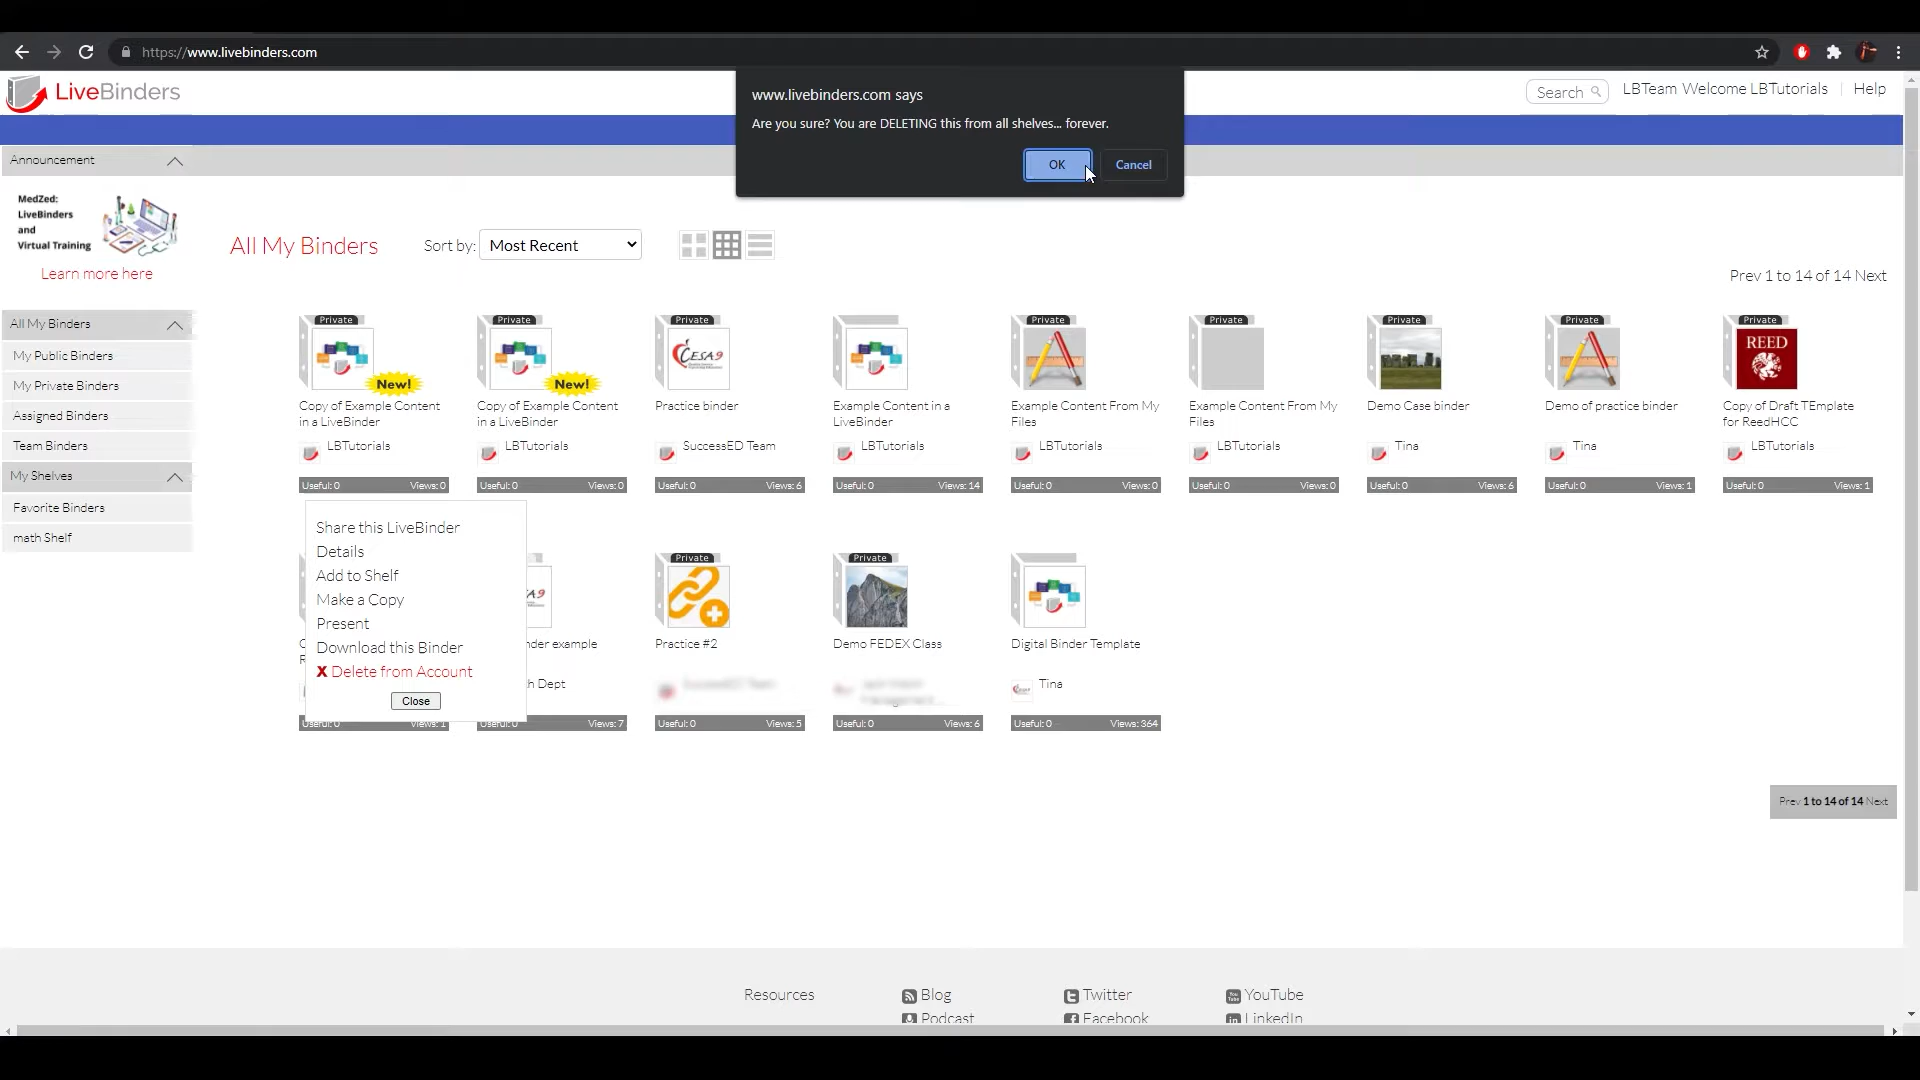 https://www.livebinders.com
LiveBinders
www.livebinders.com says
Are you sure? You are DELETING this from all shelves... forever.
OK
Cancel
Search
LBTeam Welcome LBTutorials
Help
Announcement
MedZed:
LiveBinders
and
Virtual Training
Learn more here
All My Binders
Sort by:
Most Recent
Prev 1 to 14 of 14 Next
All My Binders
My Public Binders
My Private Binders
Assigned Binders
Team Binders
My Shelves
Favorite Binders
math Shelf
Private
New!
Copy of Example Content
in a LiveBinder
LBTutorials
Useful: 0
Views: 0
Private
New!
Copy of Example Content
in a LiveBinder
LBTutorials
Useful: 0
Views: 0
Private
CESA9
Practice binder
SuccessED Team
Useful: 0
Views: 6
Example Content in a
LiveBinder
LBTutorials
Useful: 0
Views: 14
Private
Example Content From My
Files
LBTutorials
Useful: 0
Views: 0
Private
Example Content From My
Files
LBTutorials
Useful: 0
Views: 0
Private
Demo Case binder
Tina
Useful: 0
Views: 6
Private
Demo of practice binder
Tina
Useful: 0
Views: 1
Private
REED
Copy of Draft TEmplate
for ReedHCC
LBTutorials
Useful: 0
Views: 1
Share this LiveBinder
Details
Add to Shelf
Make a Copy
Present
Download this Binder
X Delete from Account
Close
Useful: 0
Views: 1
A9
nder example
h Dept
Useful: 0
Views: 7
Private
Practice #2
Useful: 0
Views: 5
Private
Demo FEDEX Class
Useful: 0
Views: 6
Digital Binder Template
Tina
Useful: 0
Views: 364
Prev 1 to 14 of 14 Next
Resources
Blog
Twitter
YouTube
Podcast
Facebook
LinkedIn